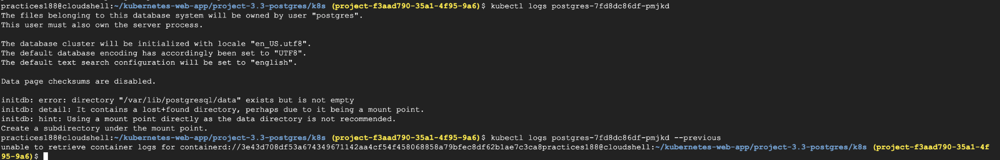 practices188@cloudshell:~/kubernetes-web-app/project-3.3-postgres/k8s (project-f3aad790-35a1-4f95-9a6)$ kubectl logs postgres-7fd8dc86df-pmjkd
The files belonging to this database system will be owned by user "postgres".
This user must also own the server process.

The database cluster will be initialized with locale "en_US.utf8".
The default database encoding has accordingly been set to "UTF8".
The default text search configuration will be set to "english".

Data page checksums are disabled.

initdb: error: directory "/var/lib/postgresql/data" exists but is not empty
initdb: detail: It contains a lost+found directory, perhaps due to it being a mount point.
initdb: hint: Using a mount point directly as the data directory is not recommended.
Create a subdirectory under the mount point.
practices188@cloudshell:~/kubernetes-web-app/project-3.3-postgres/k8s (project-f3aad790-35a1-4f95-9a6)$ kubectl logs postgres-7fd8dc86df-pmjkd --previous
unable to retrieve container logs for containerd://3e43d708df53a674349671142aa4cf54f458068858a79bfec8df62b1ae7c3ca8practices188@cloudshell:~/kubernetes-web-app/project-3.3-postgres/k8s (project-f3aad790-35a1-4f
95-9a6)$